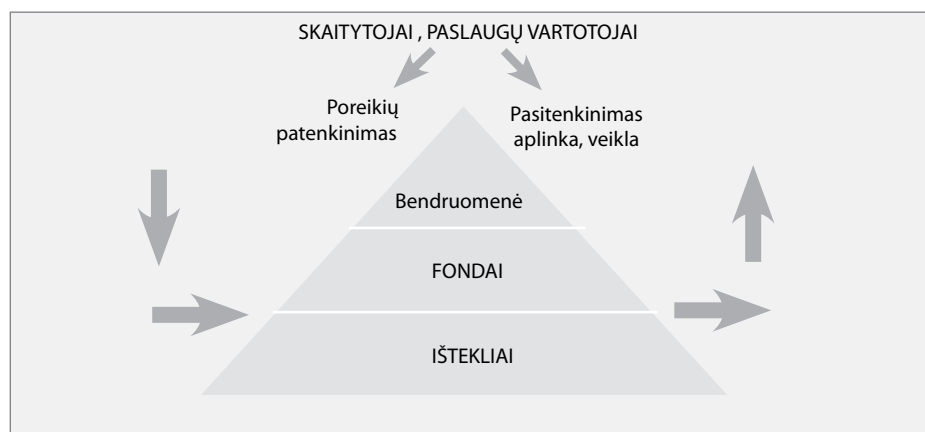 SKAITYTOJAI , PASLAUGŲ VARTOTOJAI
Poreikių
patenkinimas
Pasitenkinimas
aplinka, veikla
Bendruomenė
FONDAI
IŠTEKLIAI